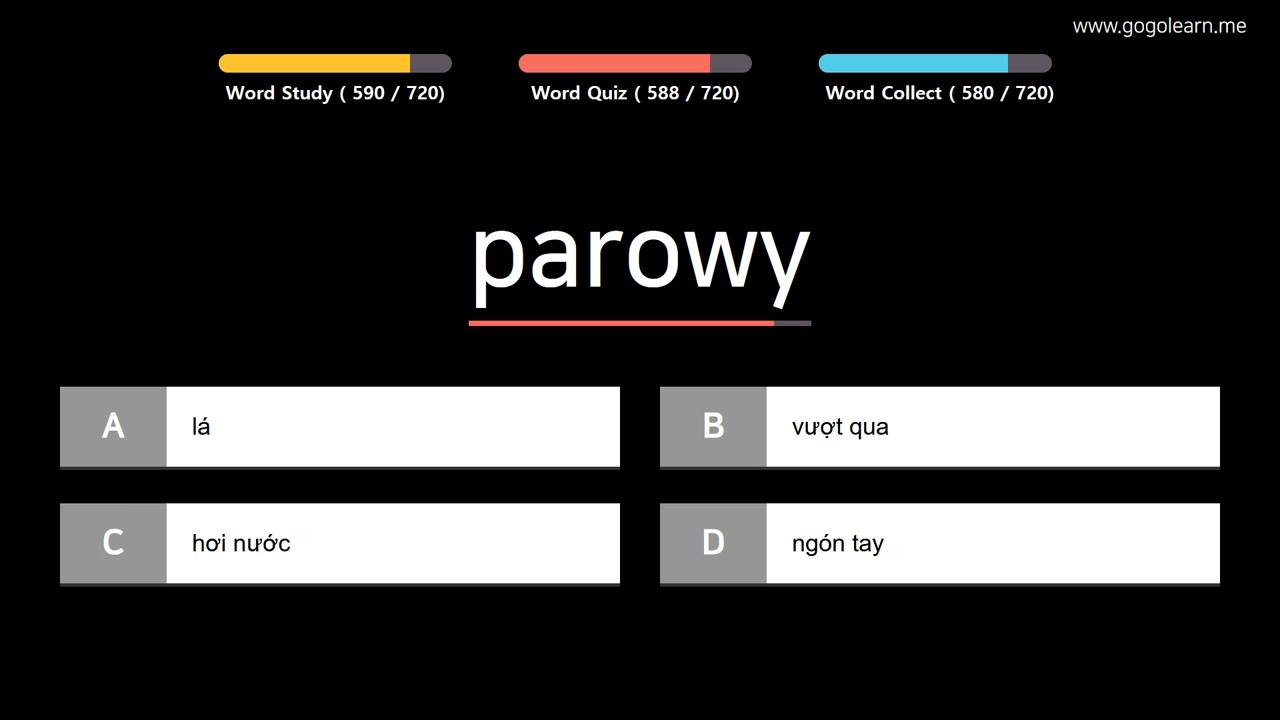 www.gogolearn.me
Word Study ( 590 / 720)
Word Quiz ( 588 / 720)
Word Collect ( 580 / 720)
parowy
A lá
B vượt qua
C hơi nước
D ngón tay